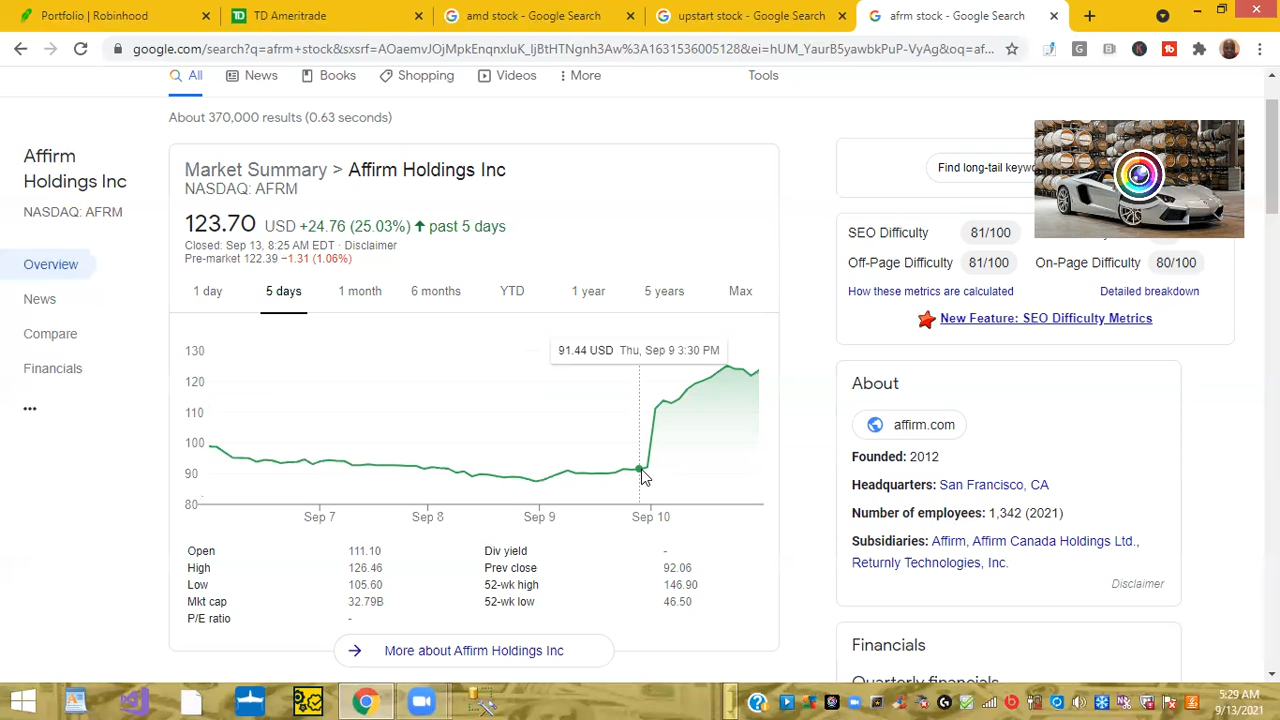 Portfolio | Robinhood
TD Ameritrade
amd stock - Google Search
upstart stock - Google Search
afrm stock - Google Search
google.com/search?q=afrm+stock&sxsrf=
All
News
Books
Shopping
Videos
More
Tools
About 370,000 results (0.63 seconds)
Affirm
Holdings Inc
NASDAQ: AFRM
Overview
News
Compare
Financials
Market Summary > Affirm Holdings Inc
NASDAQ: AFRM
123.70 USD +24.76 (25.03%) past 5 days
Closed: Sep 13, 8:25 AM EDT · Disclaimer
Pre-market 122.39 −1.31 (1.06%)
1 day
5 days
1 month
6 months
YTD
1 year
5 years
Max
91.44 USD Thu, Sep 9 3:30 PM
130
120
110
100
90
80
Sep 7
Sep 8
Sep 9
Sep 10
Open 111.10 Div yield -
High 126.46 Prev close 92.06
Low 105.60 52-wk high 146.90
Mkt cap 32.79B 52-wk low 46.50
P/E ratio -
More about Affirm Holdings Inc
Find long-tail
SEO Difficulty 81/100
Off-Page Difficulty 81/100 On-Page Difficulty 80/100
How these metrics are calculated Detailed breakdown
New Feature: SEO Difficulty Metrics
About
affirm.com
Founded: 2012
Headquarters: San Francisco, CA
Number of employees: 1,342 (2021)
Subsidiaries: Affirm, Affirm Canada Holdings Ltd.,
Returnly Technologies, Inc.
Disclaimer
Financials
Quarterly financials
5:29 AM
9/13/2021